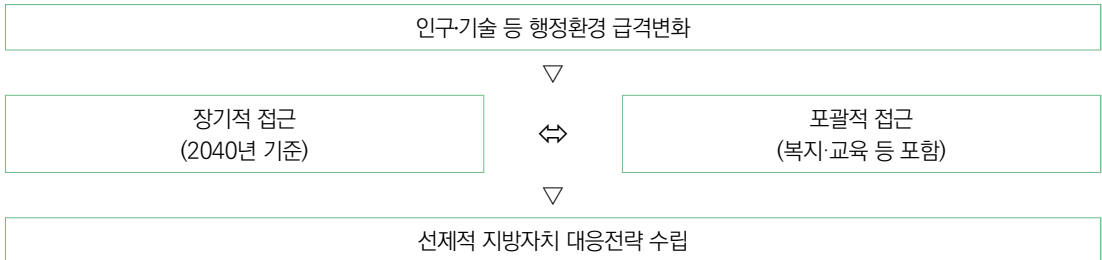 인구·기술 등 행정환경 급격변화
▽
장기적 접근
(2040년 기준)
⇔
포괄적 접근
(복지·교육 등 포함)
▽
선제적 지방자치 대응전략 수립